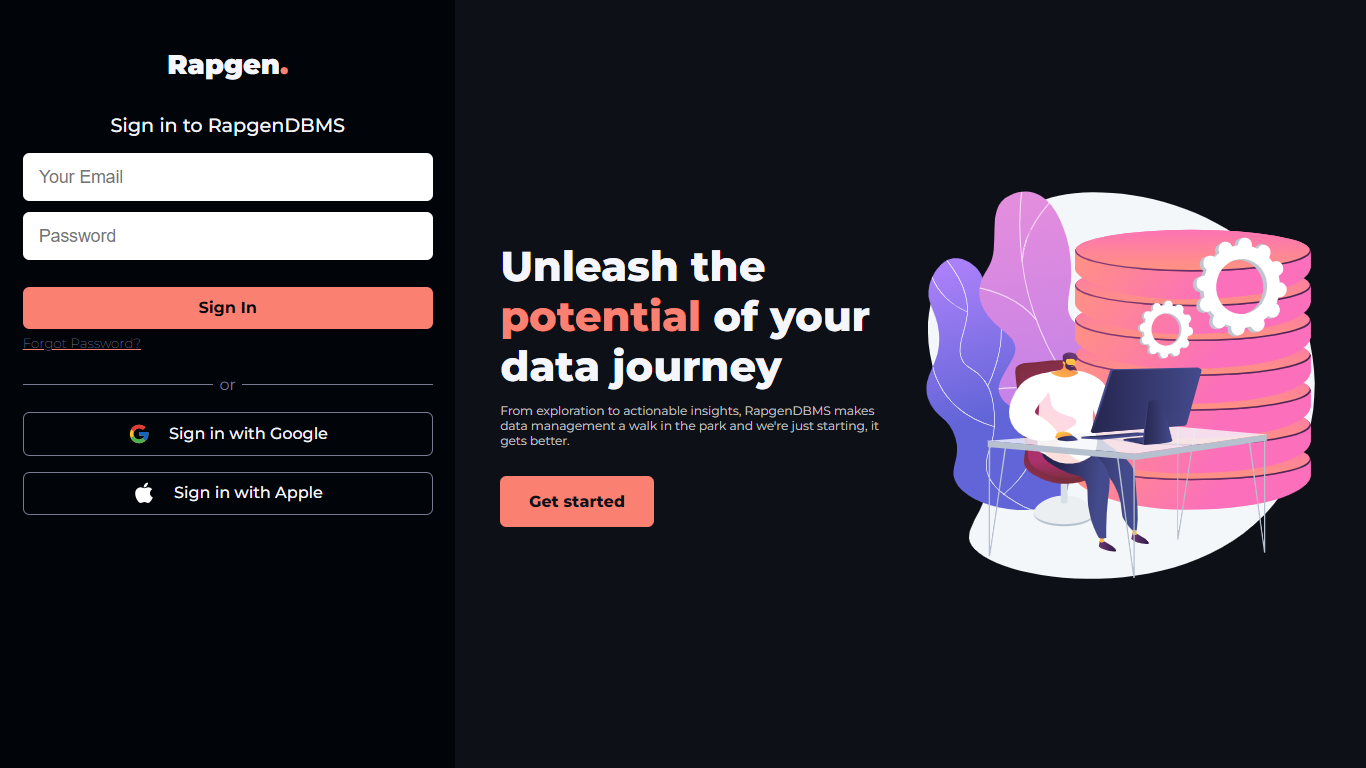 Rapgen.
Sign in to RapgenDBMS
Your Email
Password
Sign In
Forgot Password?
or
Sign in with Google
Sign in with Apple
Unleash the
potential of your
data journey
From exploration to actionable insights, RapgenDBMS makes
data management a walk in the park and we're just starting, it
gets better.
Get started